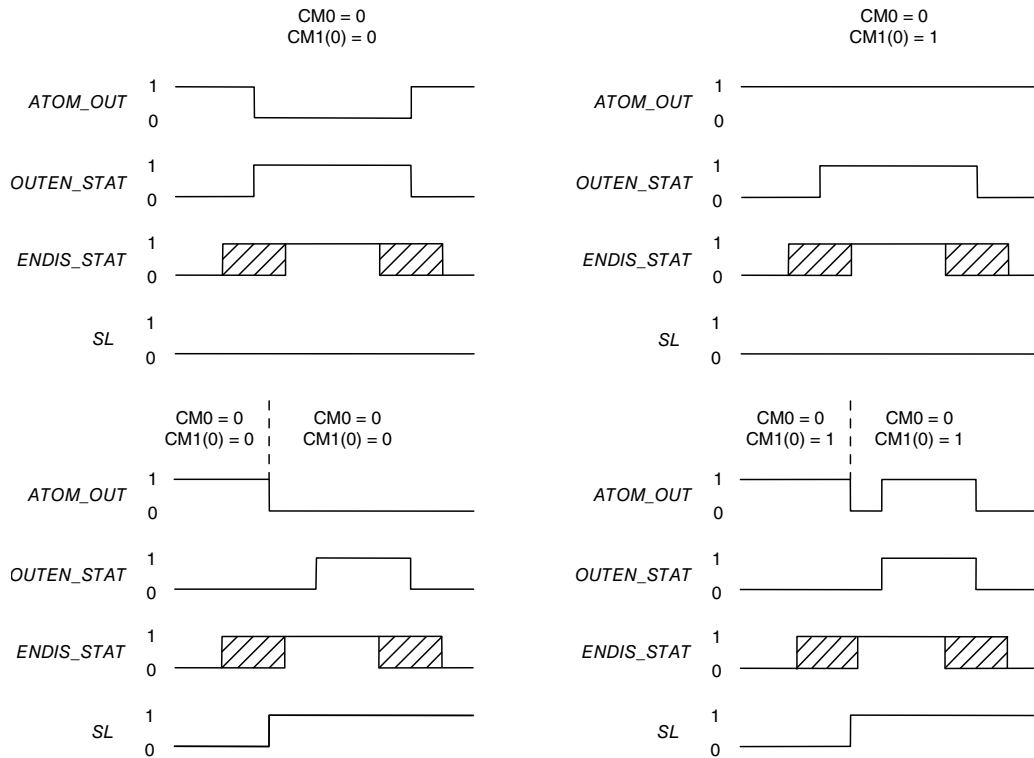 CM0 = 0
CM1(0) = 0
ATOM_OUT
1
0
OUTEN_STAT
1
0
ENDIS_STAT
1
0
SL
1
0
CM0 = 0
CM1(0) = 1
ATOM_OUT
1
0
OUTEN_STAT
1
0
ENDIS_STAT
1
0
SL
1
0
CM0 = 0
CM1(0) = 0
CM0 = 0
CM1(0) = 0
ATOM_OUT
1
0
OUTEN_STAT
1
0
ENDIS_STAT
1
0
SL
1
0
CM0 = 0
CM1(0) = 1
CM0 = 0
CM1(0) = 1
ATOM_OUT
1
0
OUTEN_STAT
1
0
ENDIS_STAT
1
0
SL
1
0